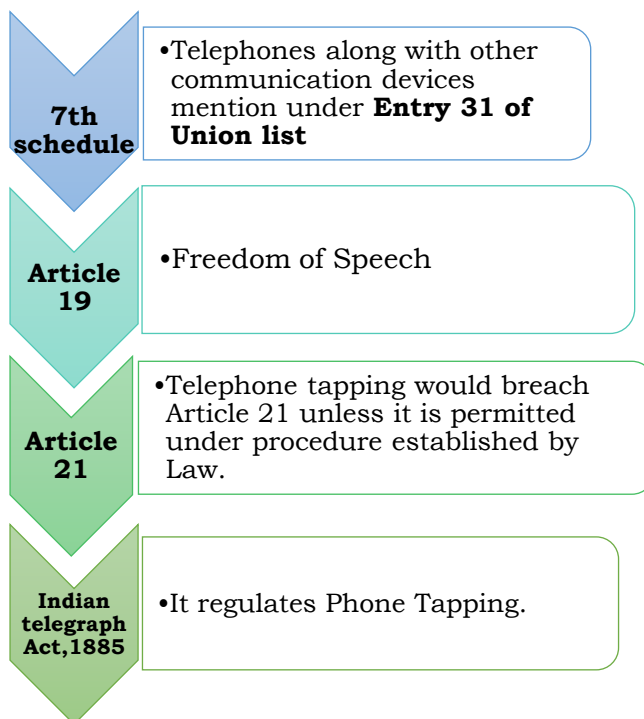 7th
schedule
•Telephones along with other
communication devices
mention under Entry 31 of
Union list
Article
19
•Freedom of Speech
Article
21
•Telephone tapping would breach
Article 21 unless it is permitted
under procedure established by
Law.
Indian
telegraph
Act,1885
•It regulates Phone Tapping.